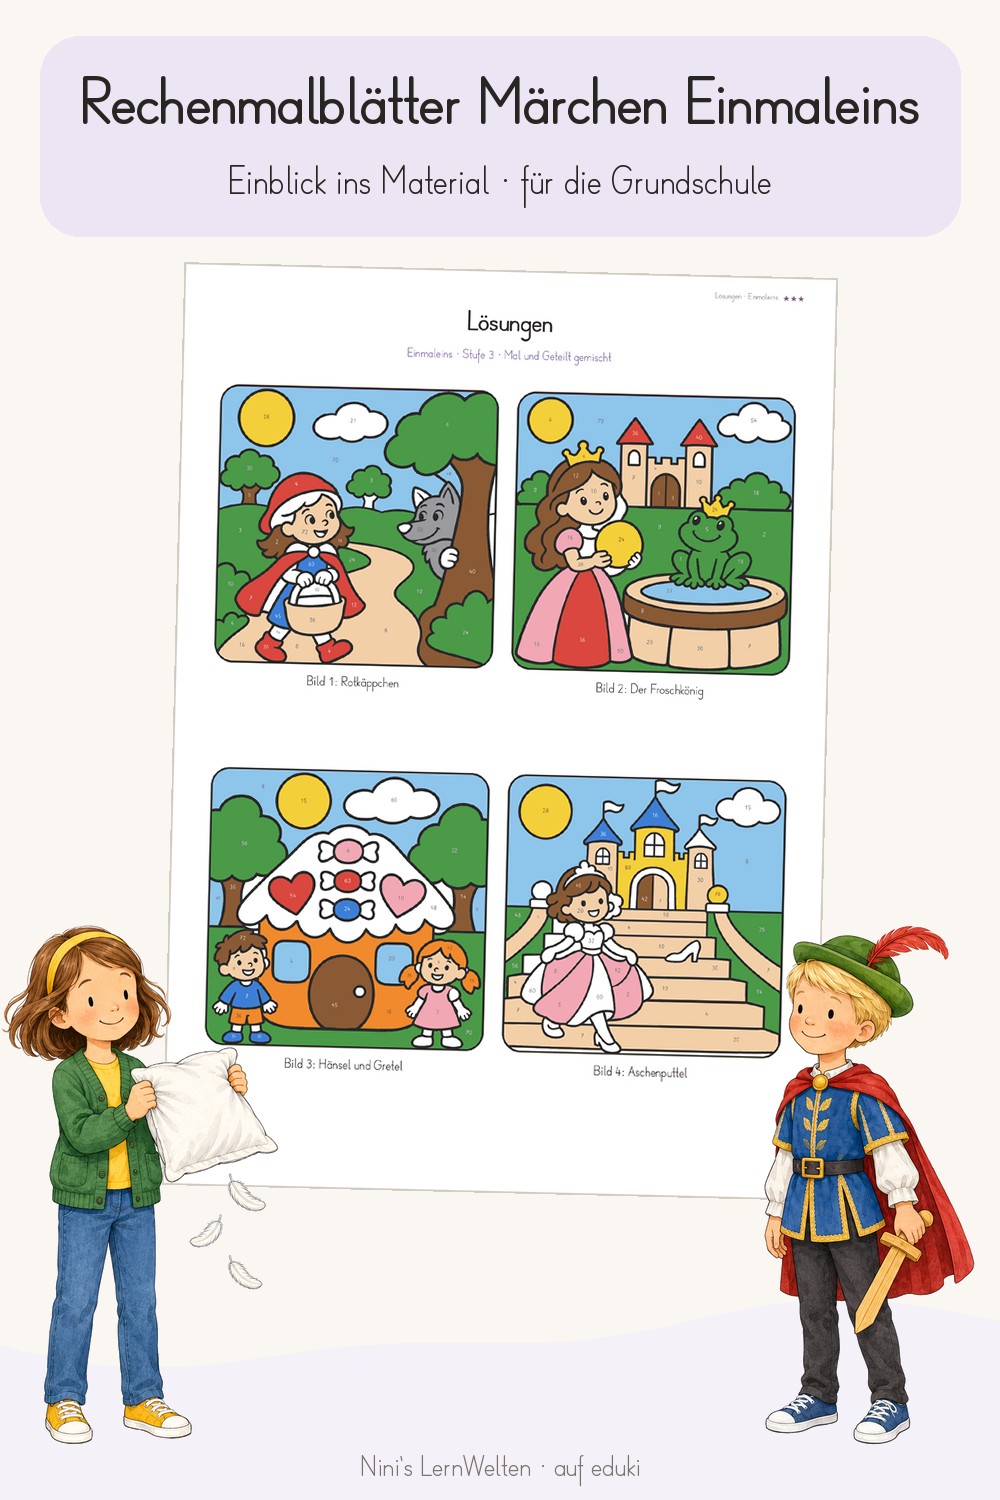 Rechenmalblätter Märchen Einmaleins
Einblick ins Material · für die Grundschule
Lösungen · Einmaleins ★★★
Lösungen
Einmaleins · Stufe 3 · Mal und Geteilt gemischt
Bild 1: Rotkäppchen
Bild 2: Der Froschkönig
Bild 3: Hänsel und Gretel
Bild 4: Aschenputtel
Nini's LernWelten · auf eduki